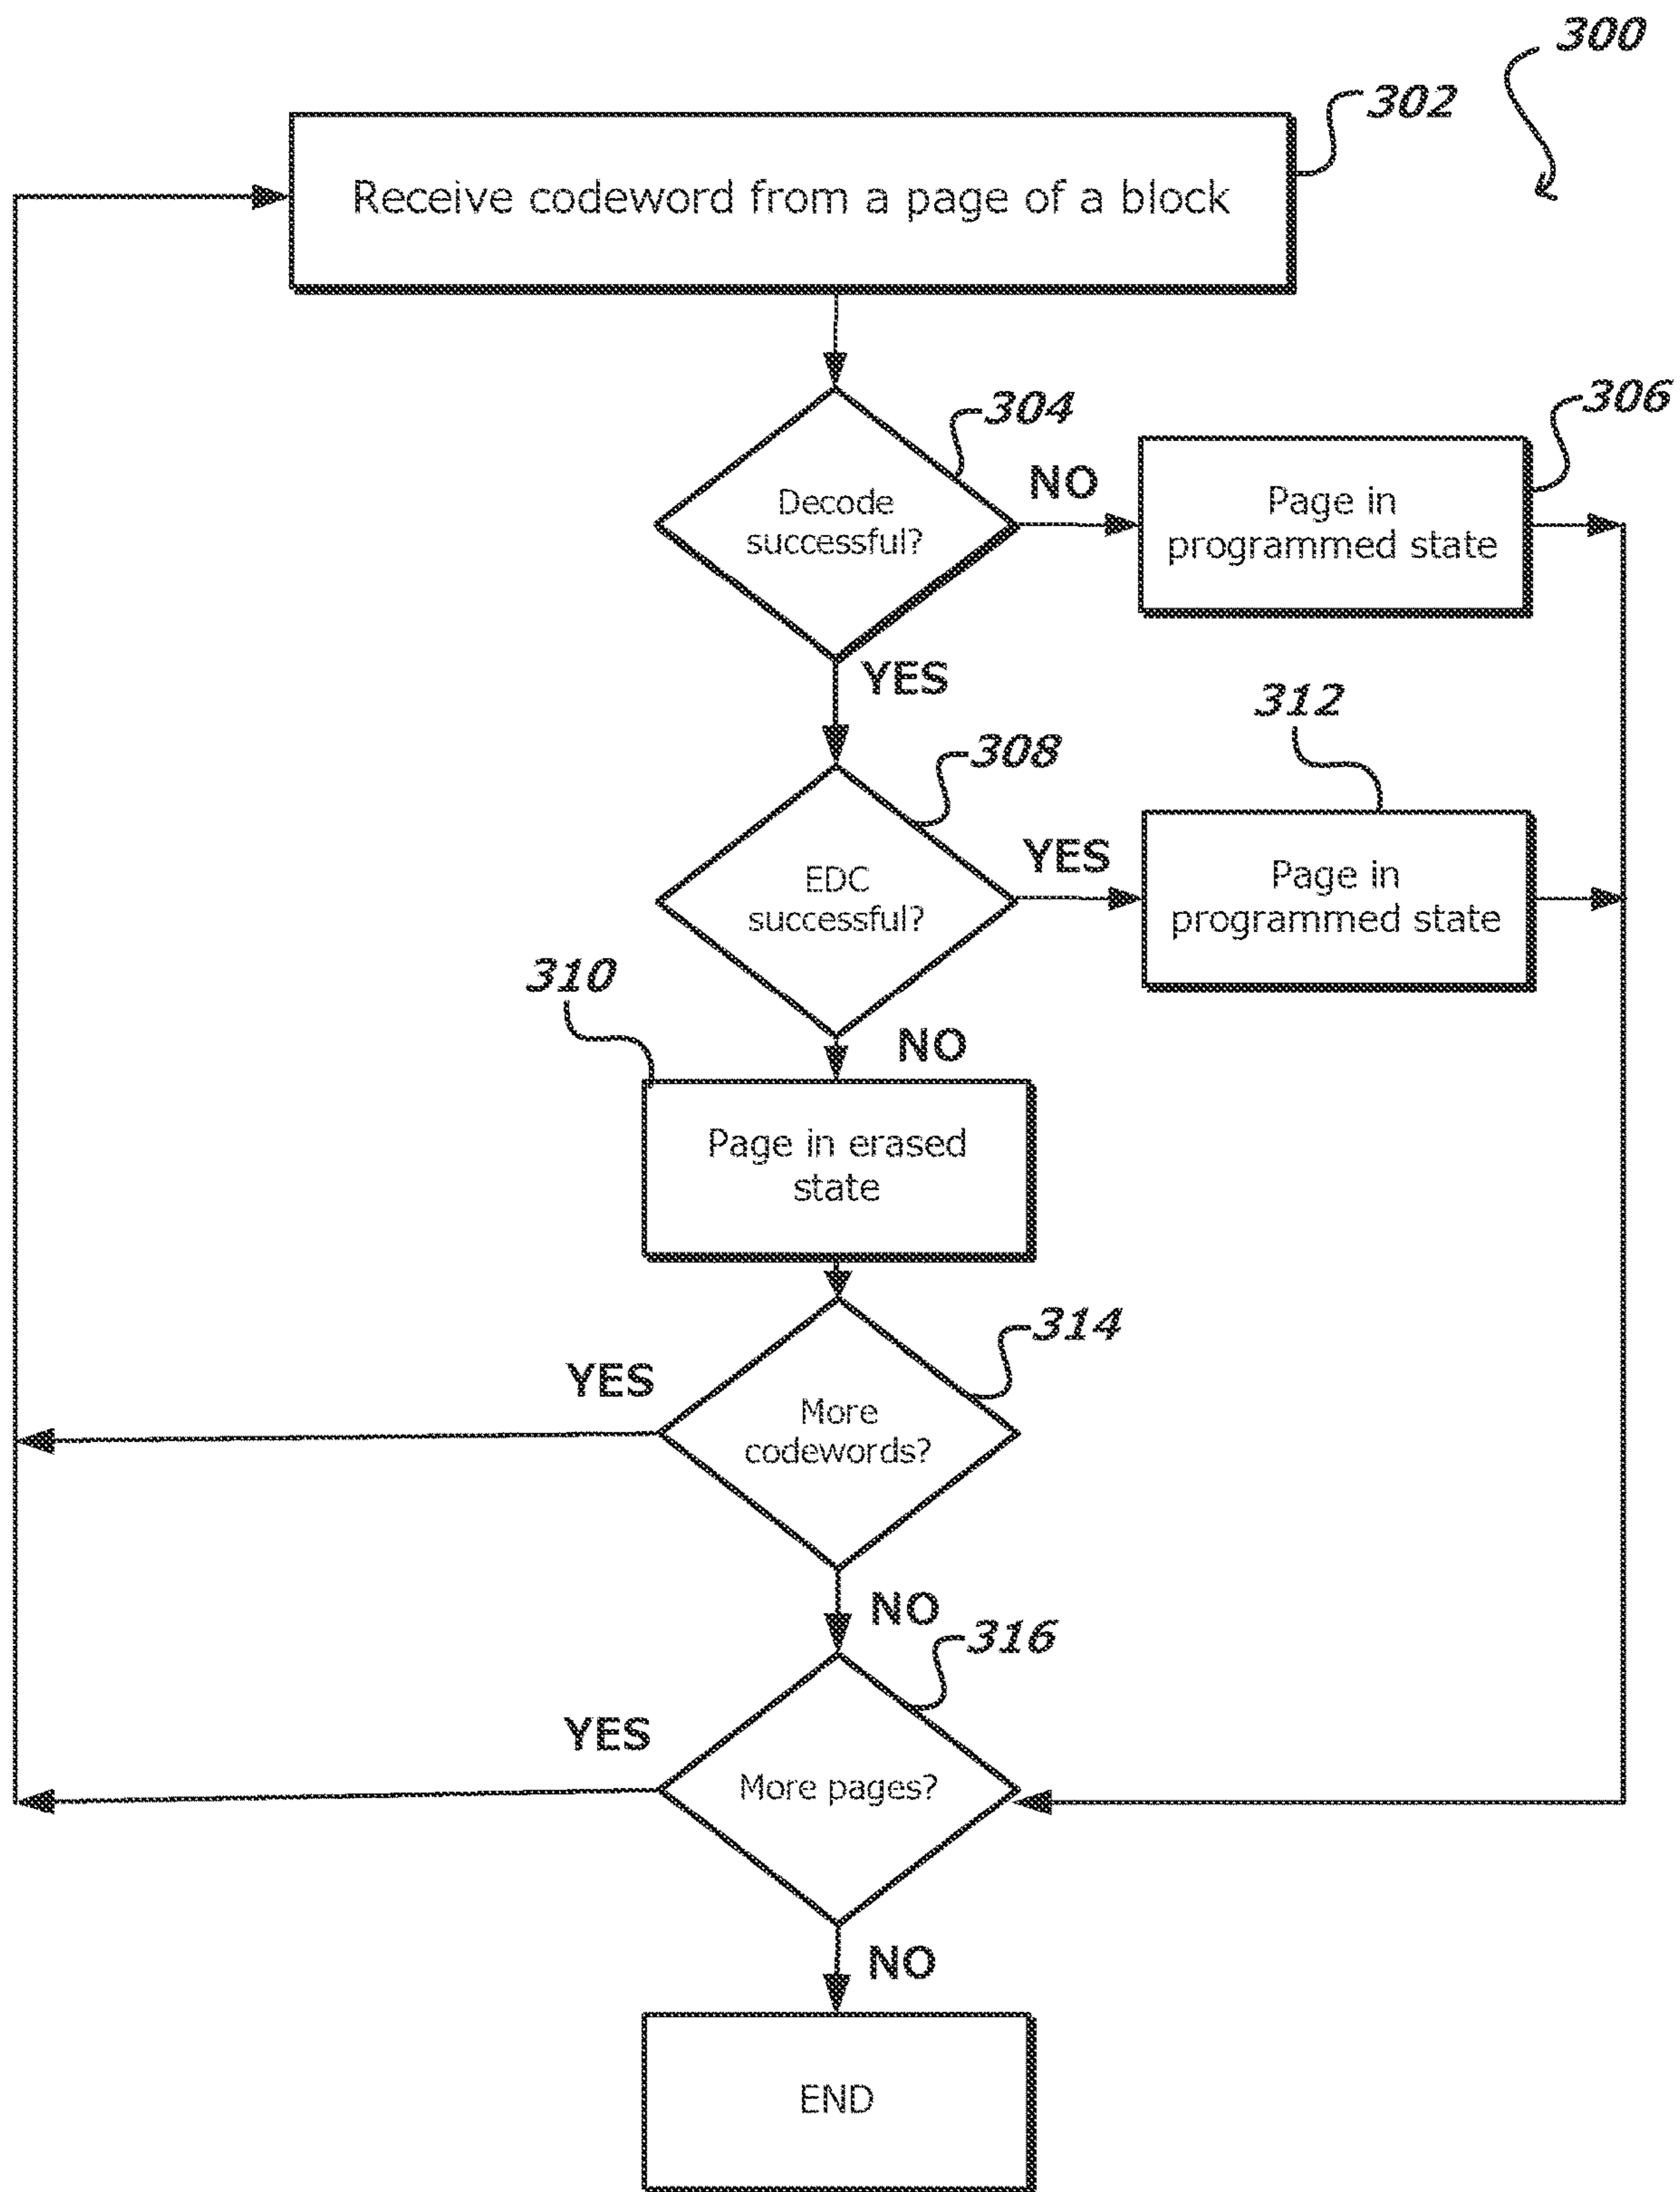 300
302
Receive codeword from a page of a block
304
306
Decode
successful?
NO
Page in
programmed state
YES
312
308
EDC
successful?
YES
Page in
programmed state
310
NO
Page in erased
state
314
YES
More
codewords?
NO
316
YES
More pages?
NO
END